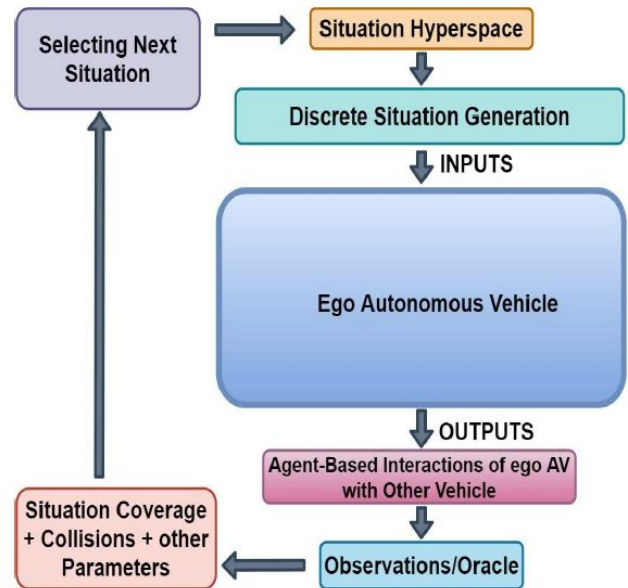 Selecting Next
Situation
Situation Hyperspace
Discrete Situation Generation
INPUTS
Ego Autonomous Vehicle
OUTPUTS
Agent-Based Interactions of ego AV
with Other Vehicle
Situation Coverage
+ Collisions + other
Parameters
Observations/Oracle